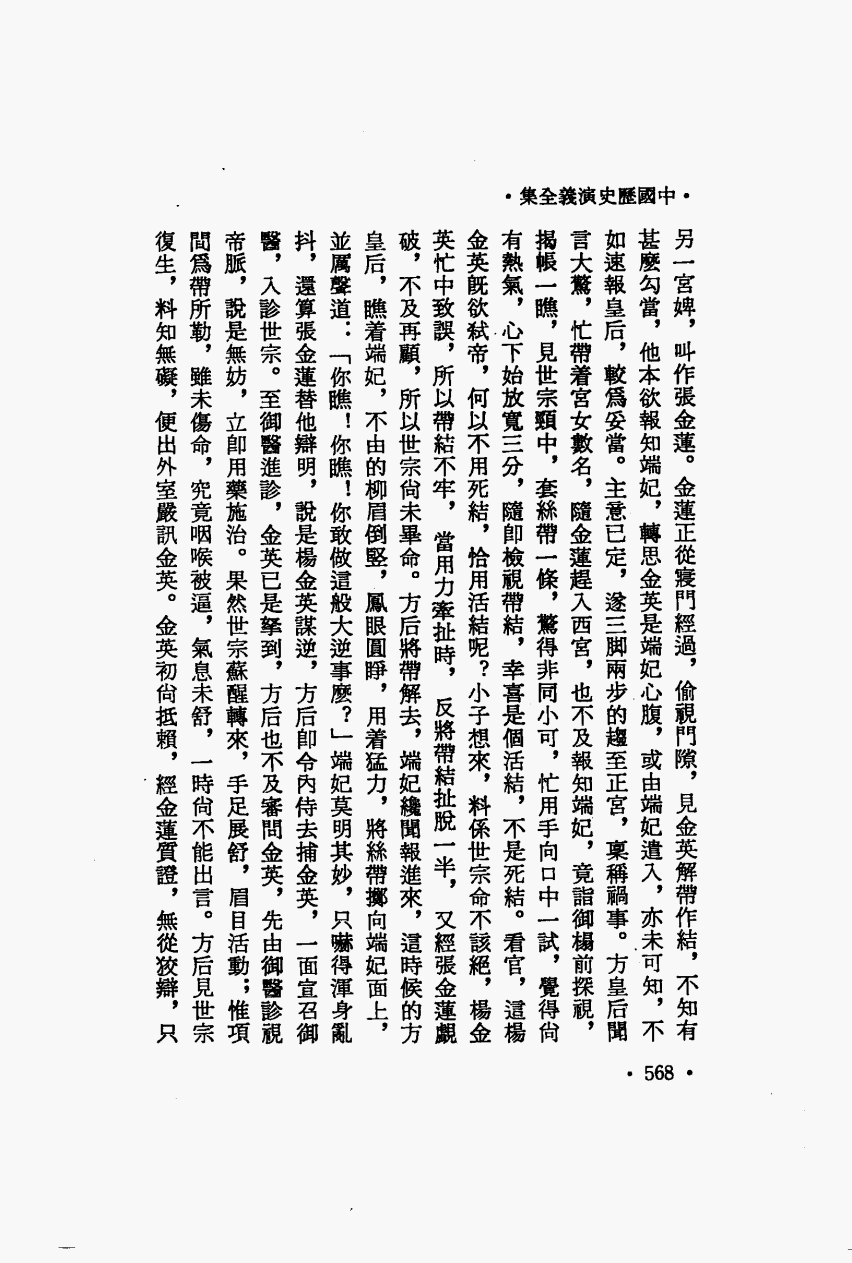 •中國歷史演義全集•
另一宮婢，叫作張金蓮。金蓮正從寢門經過，偷視門隙，見金英解帶作結，不知有
甚麼勾當，他本欲報知端妃，轉思金英是端妃心腹，或由端妃遣入，亦未可知，不
如速報皇后，較爲妥當。主意已定，遂三脚兩步的趨至正宮，稟稱禍事。方皇后聞
言大驚，忙帶着宮女數名，隨金蓮趕入西宮，也不及報知端妃，竟詣御榻前探視，
揭帳一瞧，見世宗頸中，套絲帶一條，驚得非同小可，忙用手向口中一試，覺得尙
有熱氣，心下始放寬三分，隨卽檢視帶結，幸喜是個活結，不是死結。看官，這楊
金英旣欲弒帝，何以不用死結，恰用活結呢？小子想來，料係世宗命不該絕，楊金
英忙中致誤，所以帶結不牢，當用力牽扯時，反將帶結扯脫一半，又經張金蓮覷
破，不及再顧，所以世宗尙未畢命。方后將帶解去，端妃纔聞報進來，這時候的方
皇后，瞧着端妃，不由的柳眉倒竪，鳳眼圓睜，用着猛力，將絲帶擲向端妃面上，
並厲聲道：「你瞧！你瞧！你敢做這般大逆事麼？」端妃莫明其妙，只嚇得渾身亂
抖，還算張金蓮替他辯明，說是楊金英謀逆，方后卽令內侍去捕金英，一面宣召御
醫，入診世宗。至御醫進診，金英已是拏到，方后也不及審問金英，先由御醫診視
帝脈，說是無妨，立卽用藥施治。果然世宗蘇醒轉來，手足展舒，眉目活動；惟項
間爲帶所勒，雖未傷命，究竟咽喉被逼，氣息未舒，一時尙不能出言。方后見世宗
復生，料知無礙，便出外室嚴訊金英。金英初尙抵賴，經金蓮質證，無從狡辯，只
•568•